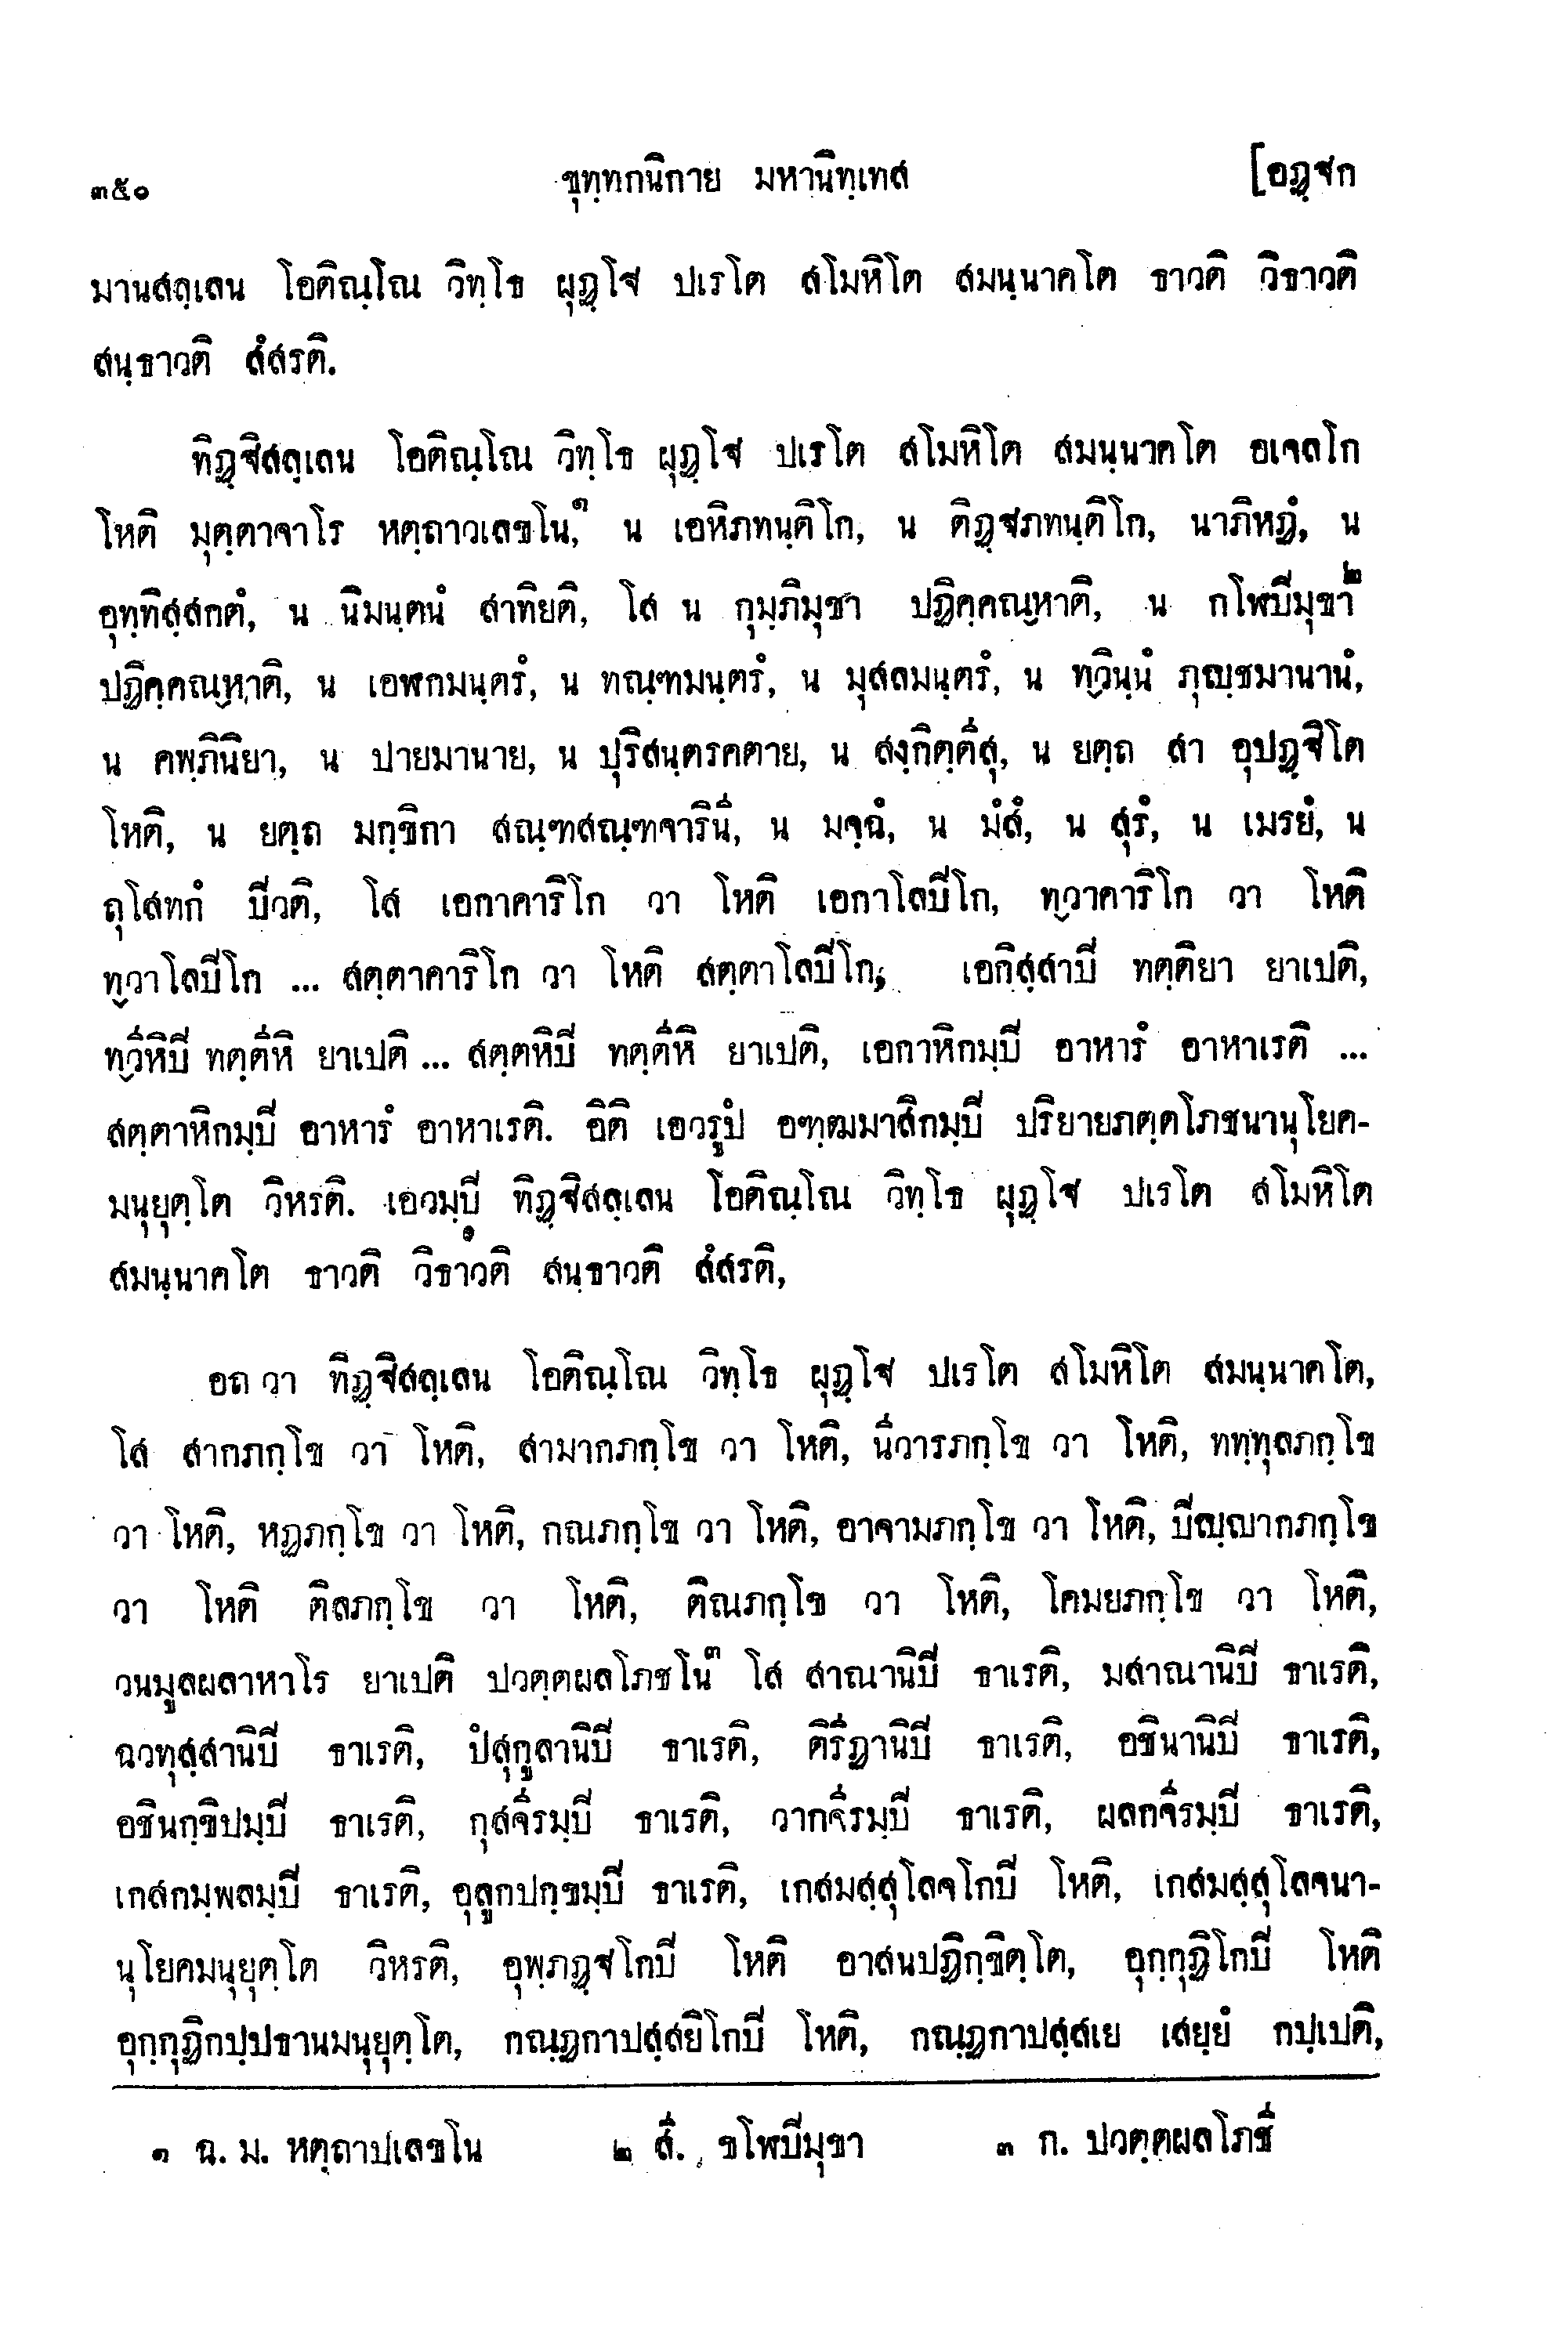 ๓๕๐ ขุทฺทกนิกาย มหานิทฺเทส [อฏฺฐก
มานสลฺเลน โอติณฺโณ วิทฺโธ ผุฏฺโฐ ปเรโต สโมหิโต สมนฺนาคโต ธาวติ วิธาวติ
สนฺธาวติ สํสรติ.
ทิฏฺฐิสลฺเลน โอติณฺโณ วิทฺโธ ผุฏฺโฐ ปเรโต สโมหิโต สมนฺนาคโต อเจลโก
โหติ มุตฺตาจาโร หตฺถาวเลขโน,๑ น เอหิภทนฺติโก, น ติฏฺฐภทนฺติโก, นาภิหฏํ, น
อุทฺทิสฺสกตํ, น นิมนฺตนํ สาทิยติ, โส น กุมฺภิมุขา ปฏิคฺคณฺหาติ, น กโฬปิมุขา๒
ปฏิคฺคณฺหาติ, น เอฬกมนฺตรํ, น ทณฺฑมนฺตรํ, น มุสลมนฺตรํ, น ทฺวินฺนํ ภุญฺชมานานํ,
น คพฺภินิยา, น ปายมานาย, น ปุริสนฺตรคตาย, น สงฺกิตฺตีสุ, น ยตฺถ สา อุปฏฺฐิโต
โหติ, น ยตฺถ มกฺขิกา สณฺฑสณฺฑจารินี, น มจฺฉํ, น มํสํ, น สุรํ, น เมรยํ, น
ถุโสทกํ ปิวติ, โส เอกาคาริโก วา โหติ เอกาโลปิโก, ทฺวาคาริโก วา โหติ
ทฺวาโลปิโก ... สตฺตาคาริโก วา โหติ สตฺตาโลปิโก, เอกิสฺสาปิ ทตฺติยา ยาเปติ,
ทฺวีหิปิ ทตฺตีหิ ยาเปติ ... สตฺตหิปิ ทตฺตีหิ ยาเปติ, เอกาหิกมฺปิ อาหารํ อาหาเรติ ...
สตฺตาหิกมฺปิ อาหารํ อาหาเรติ. อิติ เอวรูปํ อฑฺฒมาสิกมฺปิ ปริยายภตฺตโภชนานุโยค-
มนุยุตฺโต วิหรติ. เอวมฺปิ ทิฏฺฐิสลฺเลน โอติณฺโณ วิทฺโธ ผุฏฺโฐ ปเรโต สโมหิโต
สมนฺนาคโต ธาวติ วิธาวติ สนฺธาวติ สํสรติ,
อถ วา ทิฏฺฐิสลฺเลน โอติณฺโณ วิทฺโธ ผุฏฺโฐ ปเรโต สโมหิโต สมนฺนาคโต,
โส สากภกฺโข วา โหติ, สามากภกฺโข วา โหติ, นีวารภกฺโข วา โหติ, ททฺทุลภกฺโข
วา โหติ, หฏภกฺโข วา โหติ, กณภกฺโข วา โหติ, อาจามภกฺโข วา โหติ, ปิญฺญากภกฺโข
วา โหติ ติลภกฺโข วา โหติ, ติณภกฺโข วา โหติ, โคมยภกฺโข วา โหติ,
วนมูลผลาหาโร ยาเปติ ปวตฺตผลโภชโน๓ โส สาณานิปิ ธาเรติ, มสาณานิปิ ธาเรติ,
ฉวทุสฺสานิปิ ธาเรติ, ปํสุกูลานิปิ ธาเรติ, ติรีฏานิปิ ธาเรติ, อชินานิปิ ธาเรติ,
อชินกฺขิปมฺปิ ธาเรติ, กุสจีรมฺปิ ธาเรติ, วากจีรมฺปิ ธาเรติ, ผลกจีรมฺปิ ธาเรติ,
เกสกมฺพลมฺปิ ธาเรติ, อุลูกปกฺขมฺปิ ธาเรติ, เกสมสฺสุโลจโกปิ โหติ, เกสมสฺสุโลจนา-
นุโยคมนุยุตฺโต วิหรติ, อุพฺภฏฺฐโกปิ โหติ อาสนปฏิกฺขิตฺโต, อุกฺกุฏิโกปิ โหติ
อุกฺกุฏิกปฺปธานมนุยุตฺโต, กณฺฏกาปสฺสยิโกปิ โหติ, กณฺฏกาปสฺสเย เสยฺยํ กปฺเปติ,
๑ ฉ. ม. หตฺถาปเลขโน ๒ สี. ขโฬปิมุขา ๓ ก. ปวตฺตผลโภชี